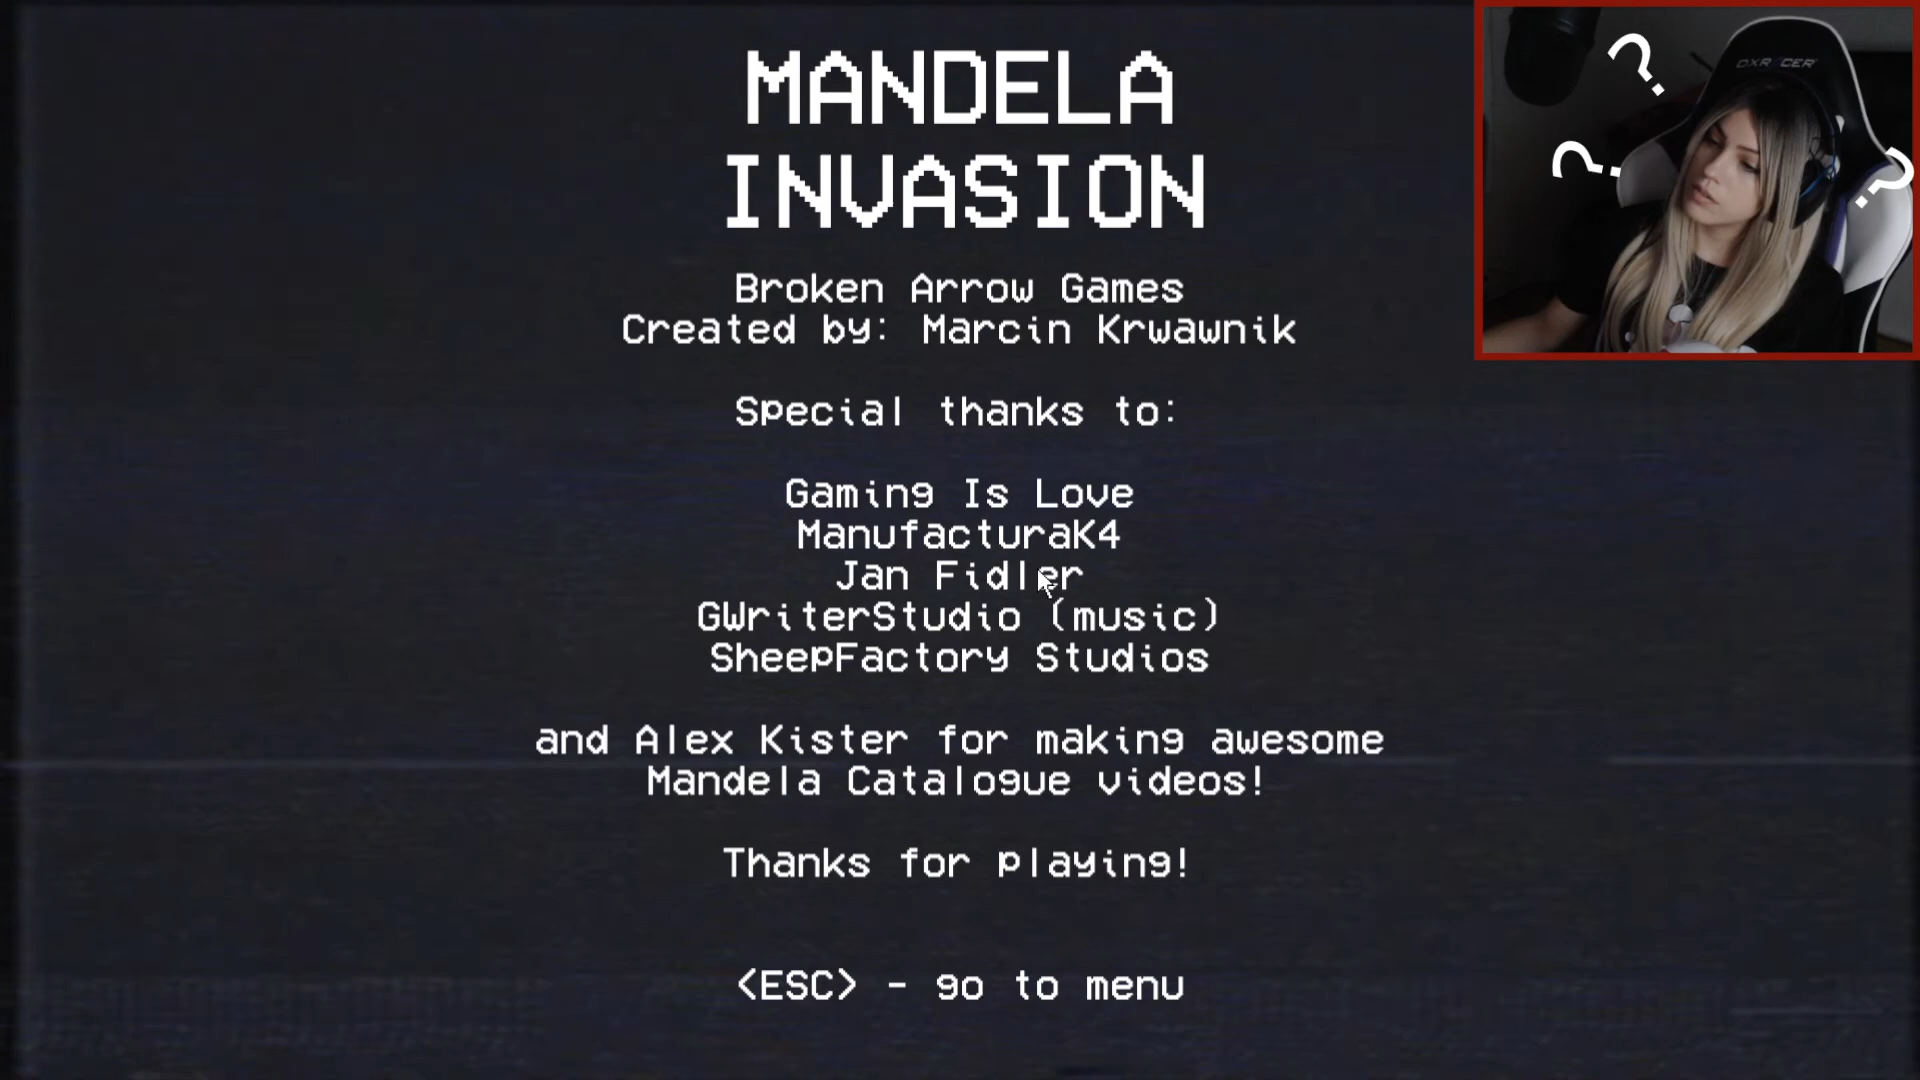 MANDELA
INVASION
Broken Arrow Games
Created by: Marcin Krwawnik
Special thanks to:
Gaming Is Love
ManufacturaK4
Jan Fidler
GWriterStudio (music)
SheepFactory Studios
and Alex Kister for making awesome
Mandela Catalogue videos!
Thanks for playing!
<ESC> - go to menu
? ? ?
DXRACER